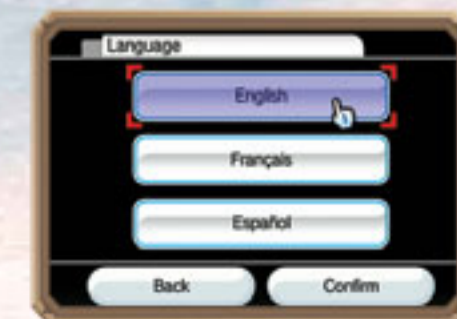 Language
English
Français
Español
Back
Confirm